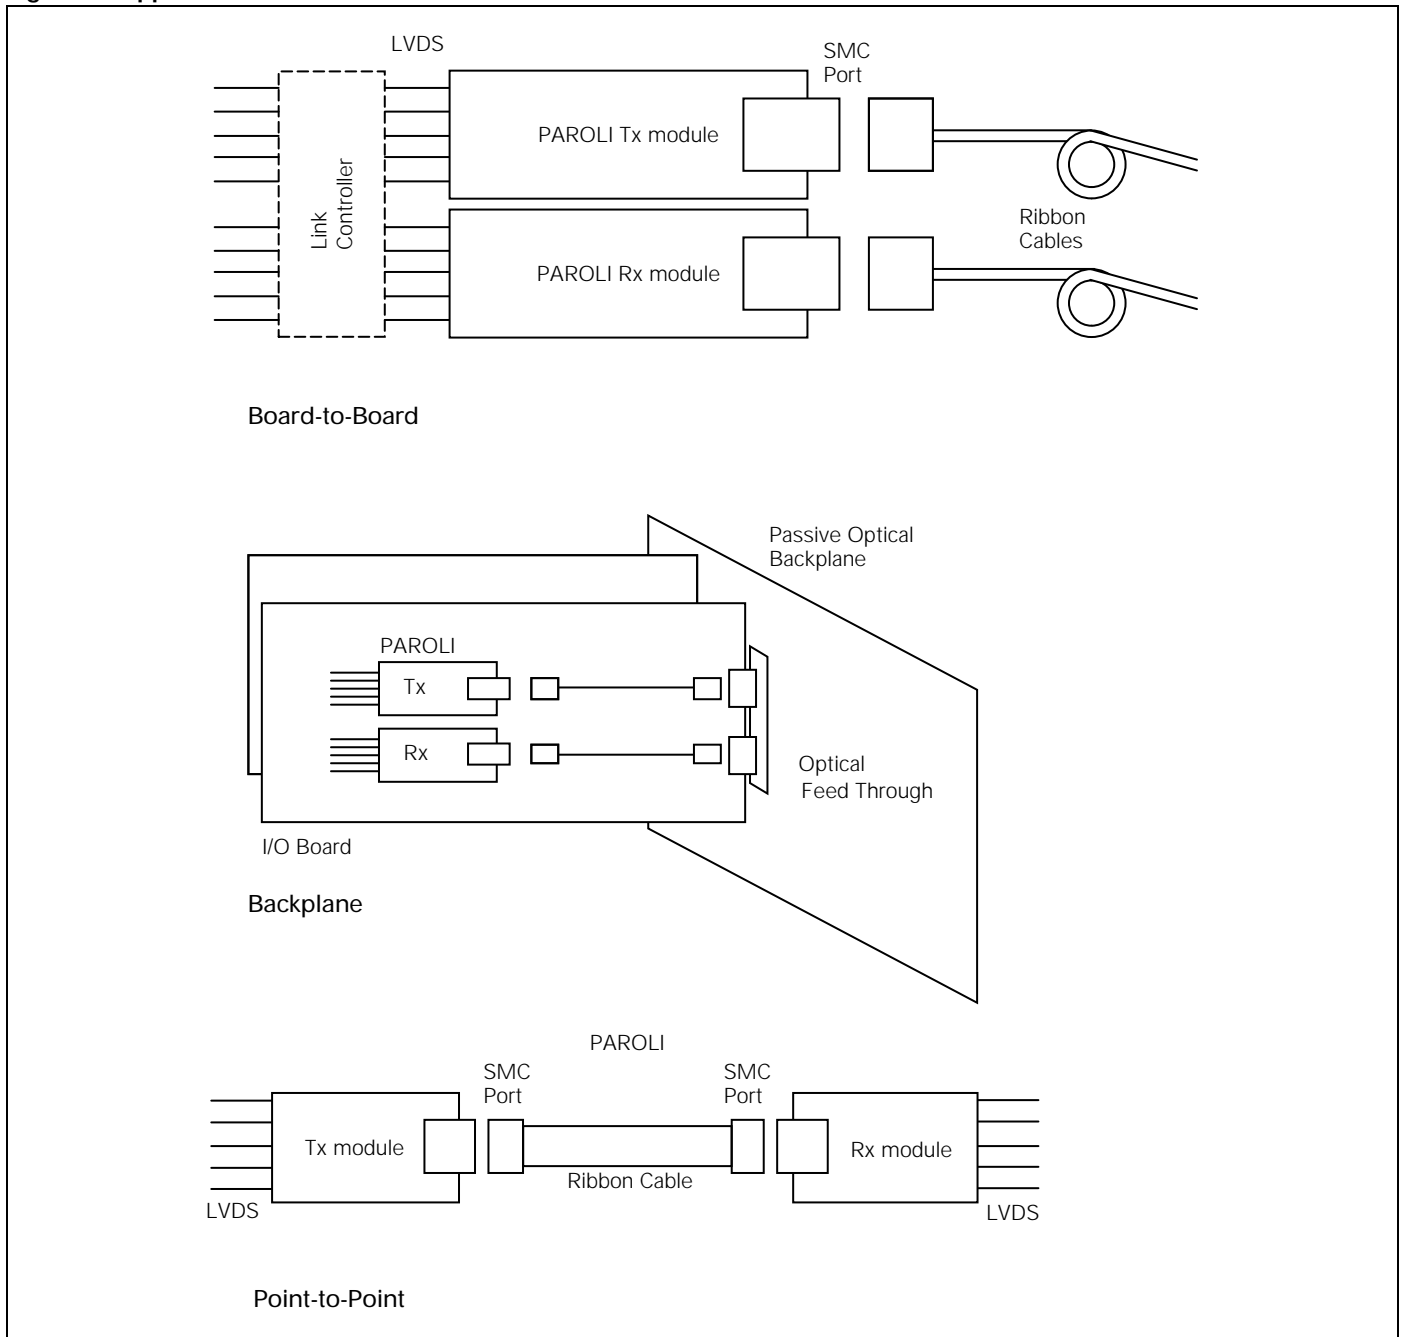 LVDS
SMC
Port
PAROLI Tx module
Link
Controller
Ribbon
Cables
PAROLI Rx module
Board-to-Board
Passive Optical
Backplane
PAROLI
Tx
Rx
Optical
Feed Through
I/O Board
Backplane
PAROLI
SMC
Port
SMC
Port
Tx module
Rx module
Ribbon Cable
LVDS
LVDS
Point-to-Point